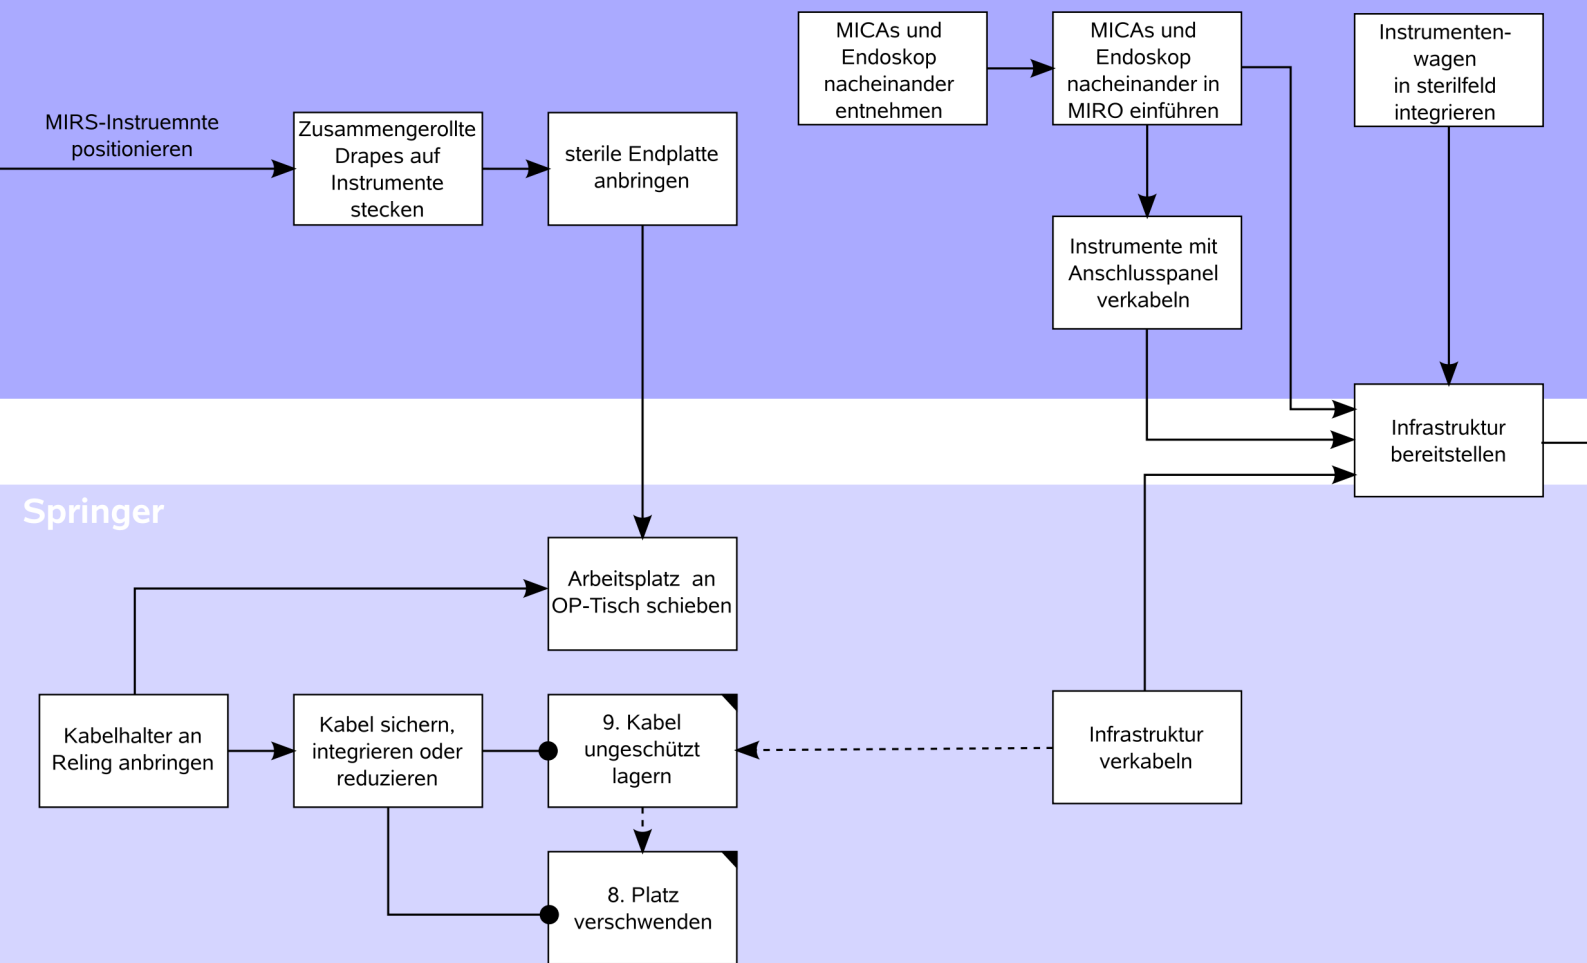 MIRS-Instruemnte
positionieren
Zusammengerollte
Drapes auf
Instrumente
stecken
sterile Endplatte
anbringen
MICAs und
Endoskop
nacheinander
entnehmen
MICAs und
Endoskop
nacheinander in
MIRO einführen
Instrumenten-
wagen
in sterilfeld
integrieren
Instrumente mit
Anschlusspanel
verkabeln
Infrastruktur
bereitstellen
Springer
Arbeitsplatz  an
OP-Tisch schieben
Kabelhalter an
Reling anbringen
Kabel sichern,
integrieren oder
reduzieren
9. Kabel
ungeschützt
lagern
Infrastruktur
verkabeln
8. Platz
verschwenden